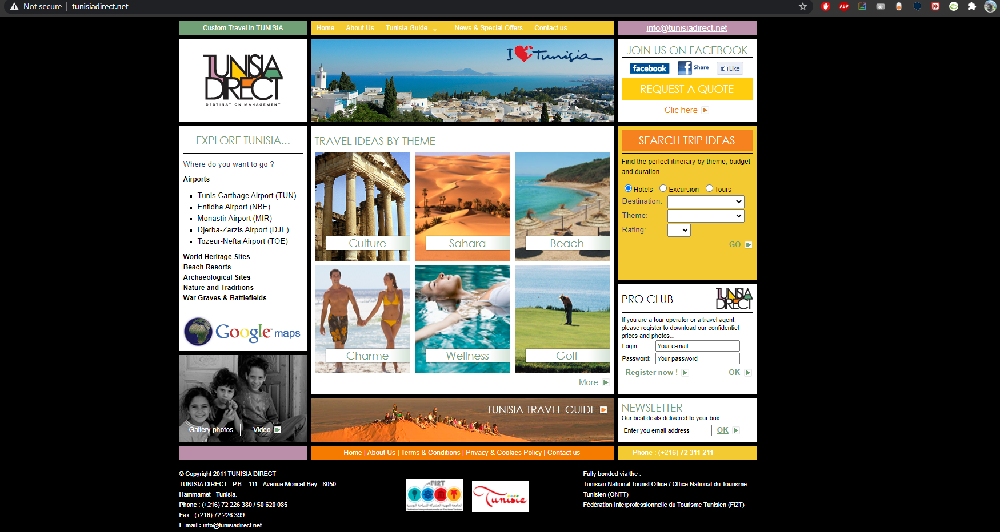 Not secure | tunisiadirect.net
ABP
Custom Travel in TUNISIA
Home About Us Tunisia Guide News & Special Offers Contact us
info@tunisiadirect.net
TUNISIA
DIRECT
DESTINATION MANAGEMENT
I Tunisia
JOIN US ON FACEBOOK
facebook Share Like
REQUEST A QUOTE
Clic here
EXPLORE TUNISIA...
Where do you want to go ?
Airports
Tunis Carthage Airport (TUN)
Enfidha Airport (NBE)
Monastir Airport (MIR)
Djerba-Zarzis Airport (DJE)
Tozeur-Nefta Airport (TOE)
World Heritage Sites
Beach Resorts
Archaeological Sites
Nature and Traditions
War Graves & Battlefields
Google maps
Gallery photos Video
TRAVEL IDEAS BY THEME
Culture Sahara Beach
Charme Wellness Golf
More
TUNISIA TRAVEL GUIDE
SEARCH TRIP IDEAS
Find the perfect itinerary by theme, budget
and duration.
Hotels Excursion Tours
Destination:
Theme:
Rating:
GO
PRO CLUB
TUNISIA
DIRECT
If you are a tour operator or a travel agent,
please register to download our confidentiel
prices and photos...
Login: Your e-mail
Password: Your password
Register now ! OK
NEWSLETTER
Our best deals delivered to your box
Enter you email address OK
Home | About Us | Terms & Conditions | Privacy & Cookies Policy | Contact us
Phone : (+216) 72 311 211
© Copyright 2011 TUNISIA DIRECT
TUNISIA DIRECT - P.B. : 111 - Avenue Moncef Bey - 8050 -
Hammamet - Tunisia.
Phone : (+216) 72 226 380 / 50 620 085
Fax : (+216) 72 226 399
E-mail : info@tunisiadirect.net
Fi2T
الجامعة المهنية المشتركة للسياحة التونسية
Fédération Interprofessionnelle du Tourisme Tunisien
Tunisie
Fully bonded via the :
Tunisian National Tourist Office / Office National du Tourisme
Tunisien (ONTT)
Fédération Interprofessionnelle du Tourisme Tunisien (Fi2T)